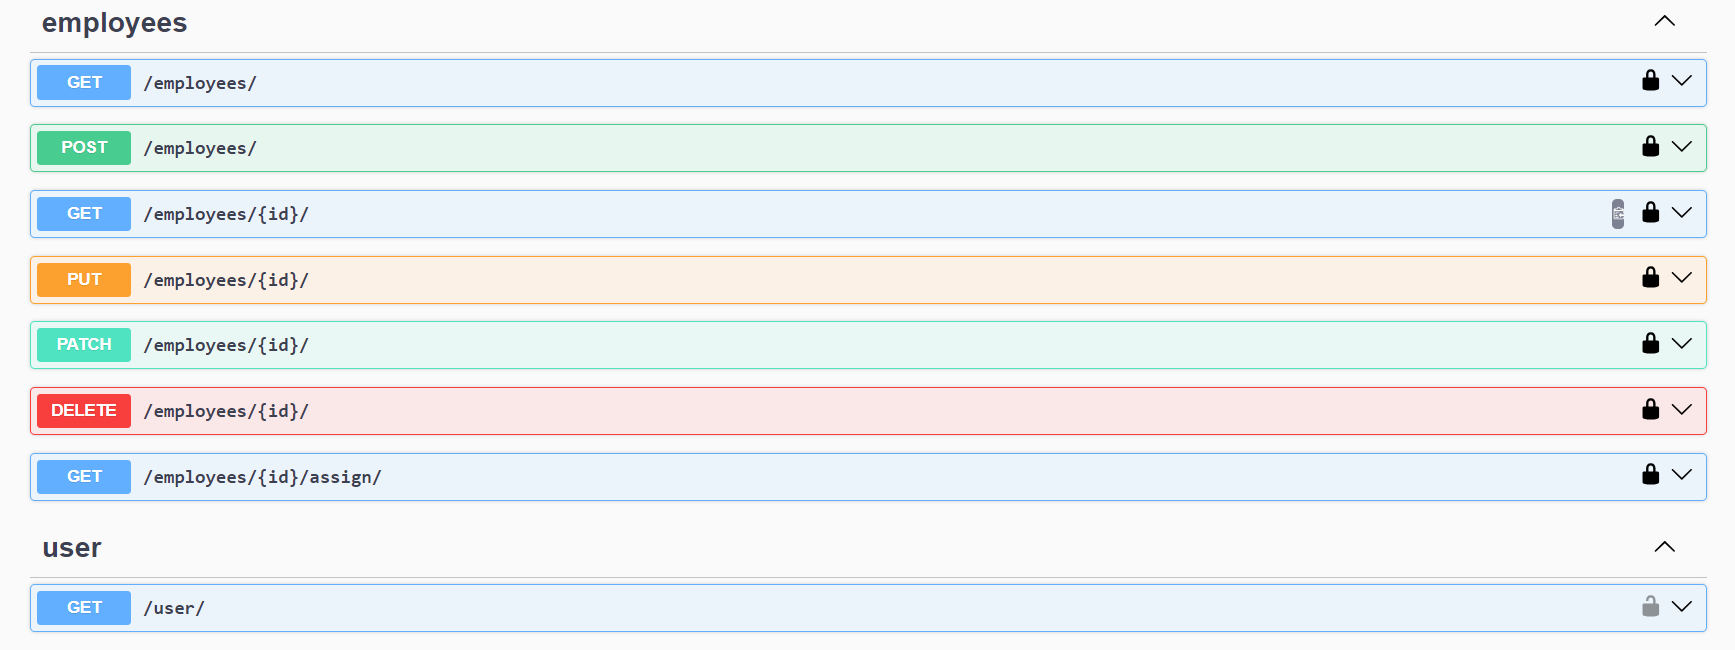 employees
GET /employees/
POST /employees/
GET /employees/{id}/
PUT /employees/{id}/
PATCH /employees/{id}/
DELETE /employees/{id}/
GET /employees/{id}/assign/
user
GET /user/